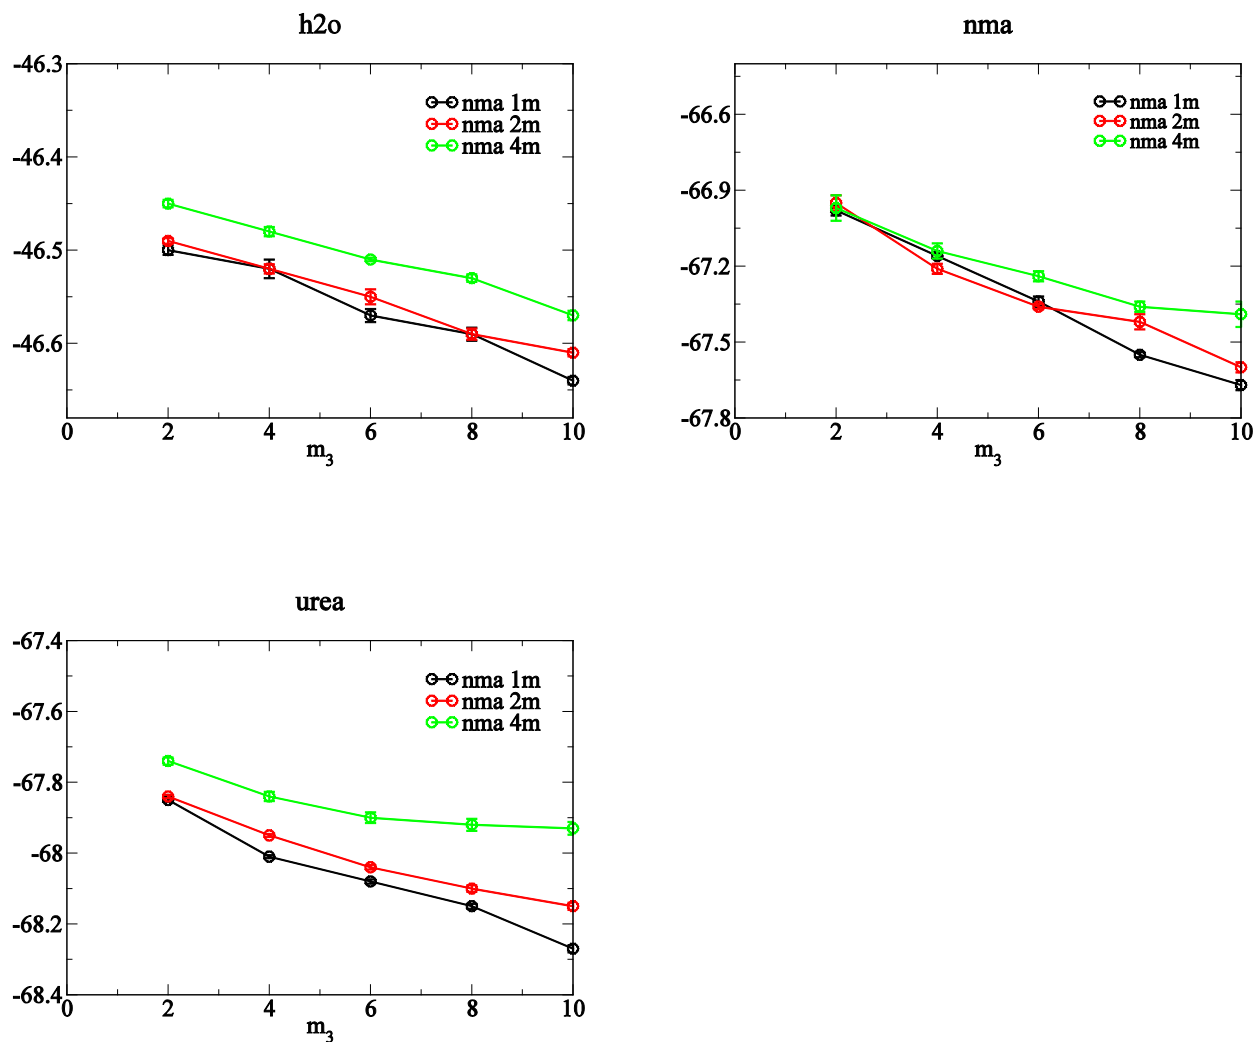 h2o
-46.3
-46.4
-46.5
-46.6
nma 1m
nma 2m
nma 4m
0 2 4 6 8 10
m3
nma
-66.6
-66.9
-67.2
-67.5
-67.8
nma 1m
nma 2m
nma 4m
0 2 4 6 8 10
m3
urea
-67.4
-67.6
-67.8
-68
-68.2
-68.4
nma 1m
nma 2m
nma 4m
0 2 4 6 8 10
m3